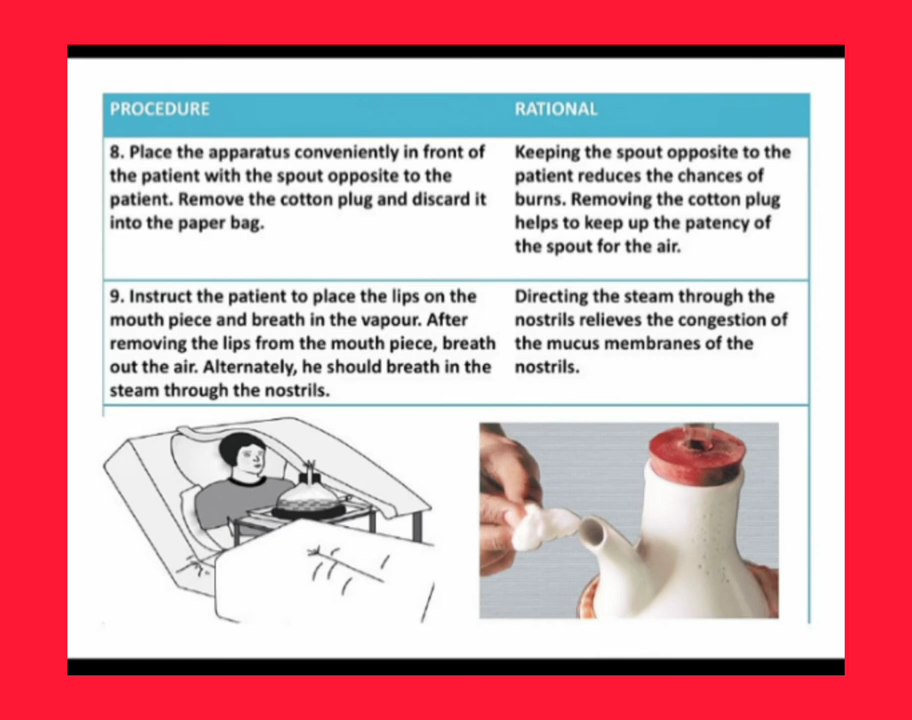 PROCEDURE
RATIONAL
8. Place the apparatus conveniently in front of
the patient with the spout opposite to the
patient. Remove the cotton plug and discard it
into the paper bag.
Keeping the spout opposite to the
patient reduces the chances of
burns. Removing the cotton plug
helps to keep up the patency of
the spout for the air.
9. Instruct the patient to place the lips on the
mouth piece and breath in the vapour. After
removing the lips from the mouth piece, breath
out the air. Alternately, he should breath in the
steam through the nostrils.
Directing the steam through the
nostrils relieves the congestion of
the mucus membranes of the
nostrils.